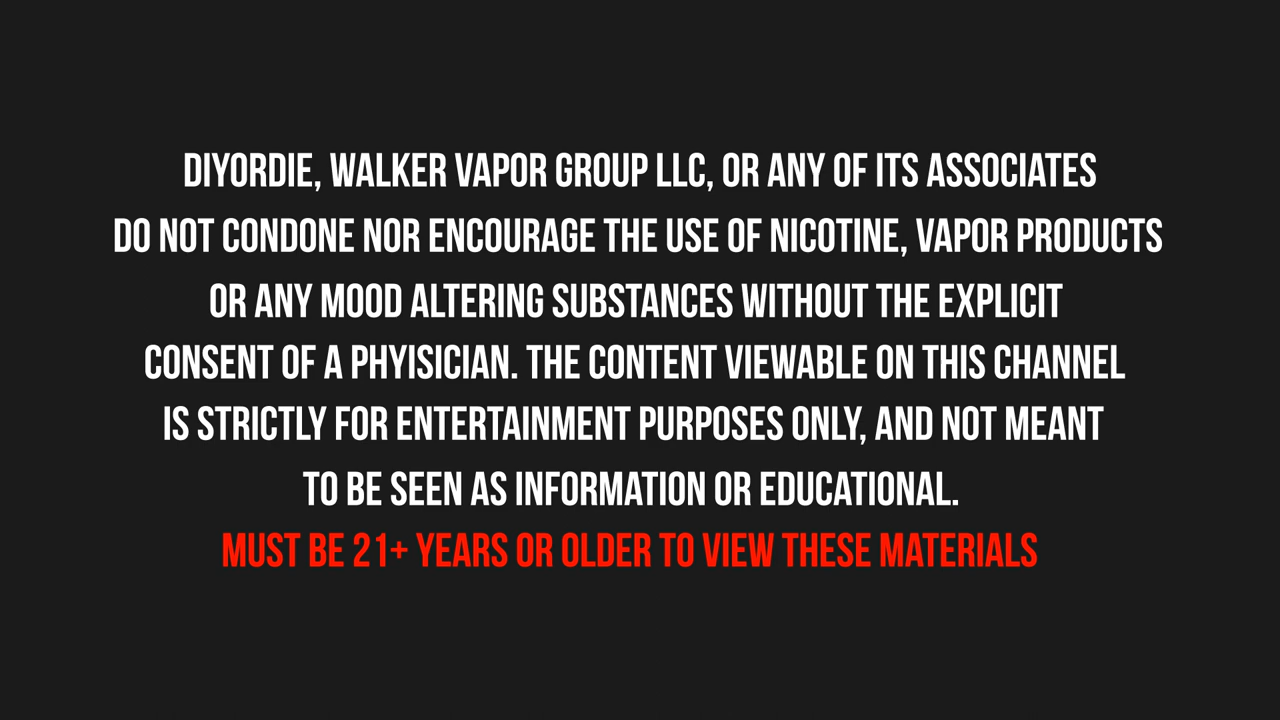 DIYORDIE, WALKER VAPOR GROUP LLC, OR ANY OF ITS ASSOCIATES
DO NOT CONDONE NOR ENCOURAGE THE USE OF NICOTINE, VAPOR PRODUCTS
OR ANY MOOD ALTERING SUBSTANCES WITHOUT THE EXPLICIT
CONSENT OF A PHYISICIAN. THE CONTENT VIEWABLE ON THIS CHANNEL
IS STRICTLY FOR ENTERTAINMENT PURPOSES ONLY, AND NOT MEANT
TO BE SEEN AS INFORMATION OR EDUCATIONAL.
MUST BE 21+ YEARS OR OLDER TO VIEW THESE MATERIALS